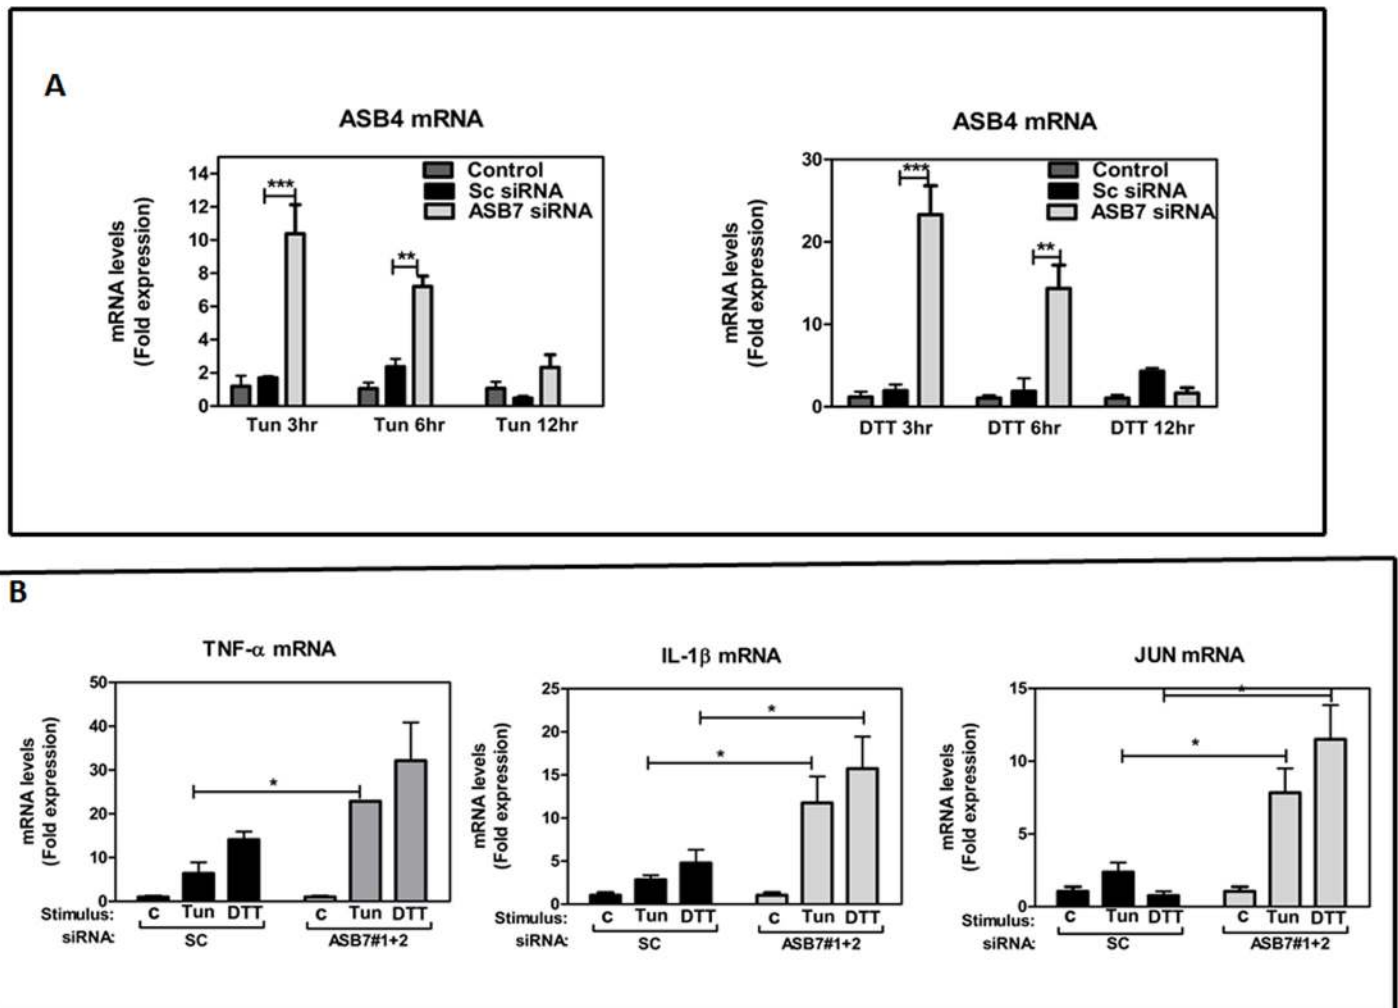 A
ASB4 mRNA
mRNA levels
(Fold expression)
14
12
10
8
6
4
2
0
Control
Sc siRNA
ASB7 siRNA
***
**
Tun 3hr Tun 6hr Tun 12hr
ASB4 mRNA
mRNA levels
(Fold expression)
30
20
10
0
Control
Sc siRNA
ASB7 siRNA
***
**
DTT 3hr DTT 6hr DTT 12hr
B
TNF-α mRNA
mRNA levels
(Fold expression)
50
40
30
20
10
0
*
Stimulus: C Tun DTT C Tun DTT
siRNA: SC ASB7#1+2
IL-1β mRNA
mRNA levels
(Fold expression)
25
20
15
10
5
0
*
*
Stimulus: C Tun DTT C Tun DTT
siRNA: SC ASB7#1+2
JUN mRNA
mRNA levels
(Fold expression)
15
10
5
0
*
*
Stimulus: C Tun DTT C Tun DTT
siRNA: SC ASB7#1+2